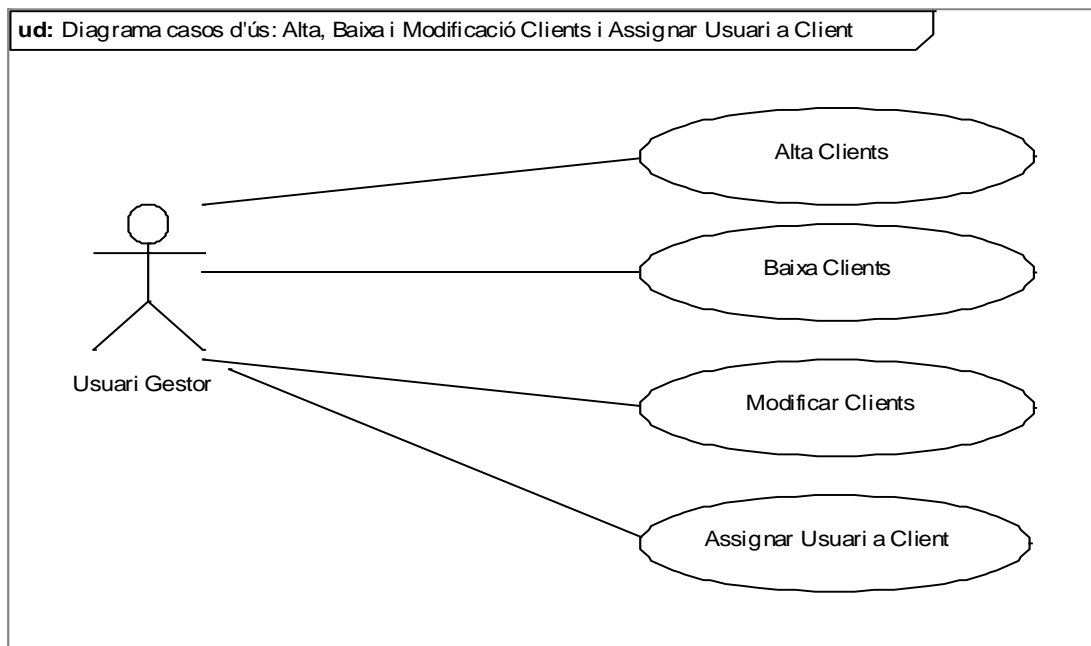 ud: Diagrama casos d'ús: Alta, Baixa i Modificació Clients i Assignar Usuari a Client
Alta Clients
Baixa Clients
Usuari Gestor
Modificar Clients
Assignar Usuari a Client